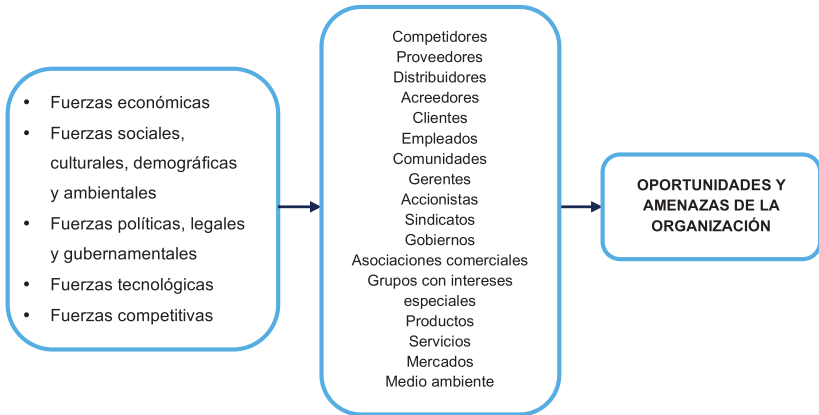 • Fuerzas económicas
• Fuerzas sociales,
culturales, demográficas
y ambientales
• Fuerzas políticas, legales
y gubernamentales
• Fuerzas tecnológicas
• Fuerzas competitivas
Competidores
Proveedores
Distribuidores
Acreedores
Clientes
Empleados
Comunidades
Gerentes
Accionistas
Sindicatos
Gobiernos
Asociaciones comerciales
Grupos con intereses
especiales
Productos
Servicios
Mercados
Medio ambiente
OPORTUNIDADES Y
AMENAZAS DE LA
ORGANIZACIÓN